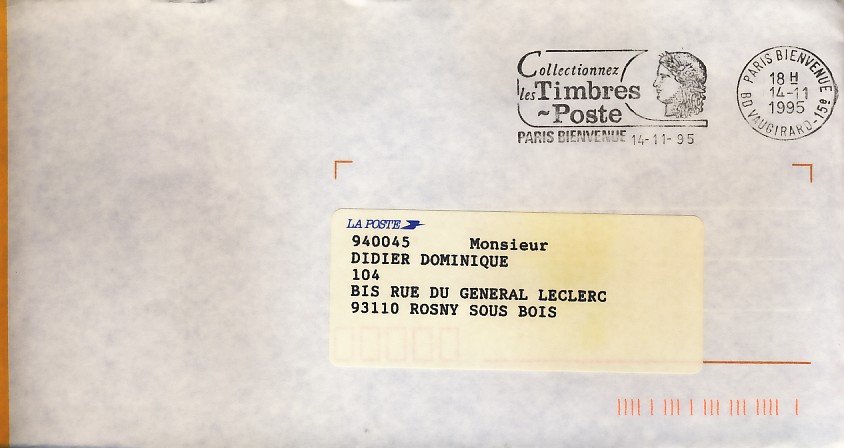 Collectionnez
les Timbres
~Poste
PARIS BIENVENUE 14-11-95
PARIS BIENVENUE
18 H
14-11
1995
BD VAUGIRARD-15e
LA POSTE
940045 Monsieur
DIDIER DOMINIQUE
104
BIS RUE DU GENERAL LECLERC
93110 ROSNY SOUS BOIS